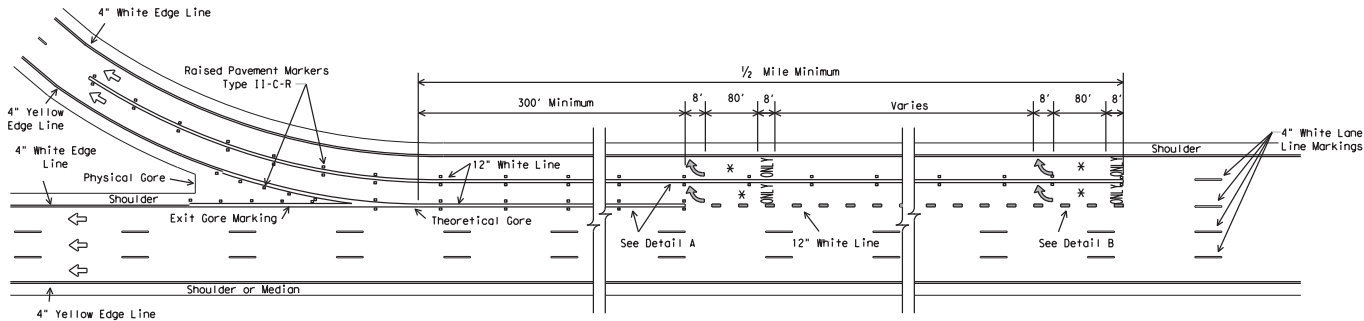 4" White Edge Line
½ Mile Minimum
Raised Pavement Markers
Type II-C-R
300' Minimum
8'
80'
8'
Varies
8'
80'
8'
4" Yellow
Edge Line
4" White Edge
Line
4" White Lane
Line Markings
Shoulder
12" White Line
*
ONLY
*
ONLY
*
ONLY
*
ONLY
Physical Gore
Shoulder
Exit Gore Marking
Theoretical Gore
See Detail A
12" White Line
See Detail B
Shoulder or Median
4" Yellow Edge Line